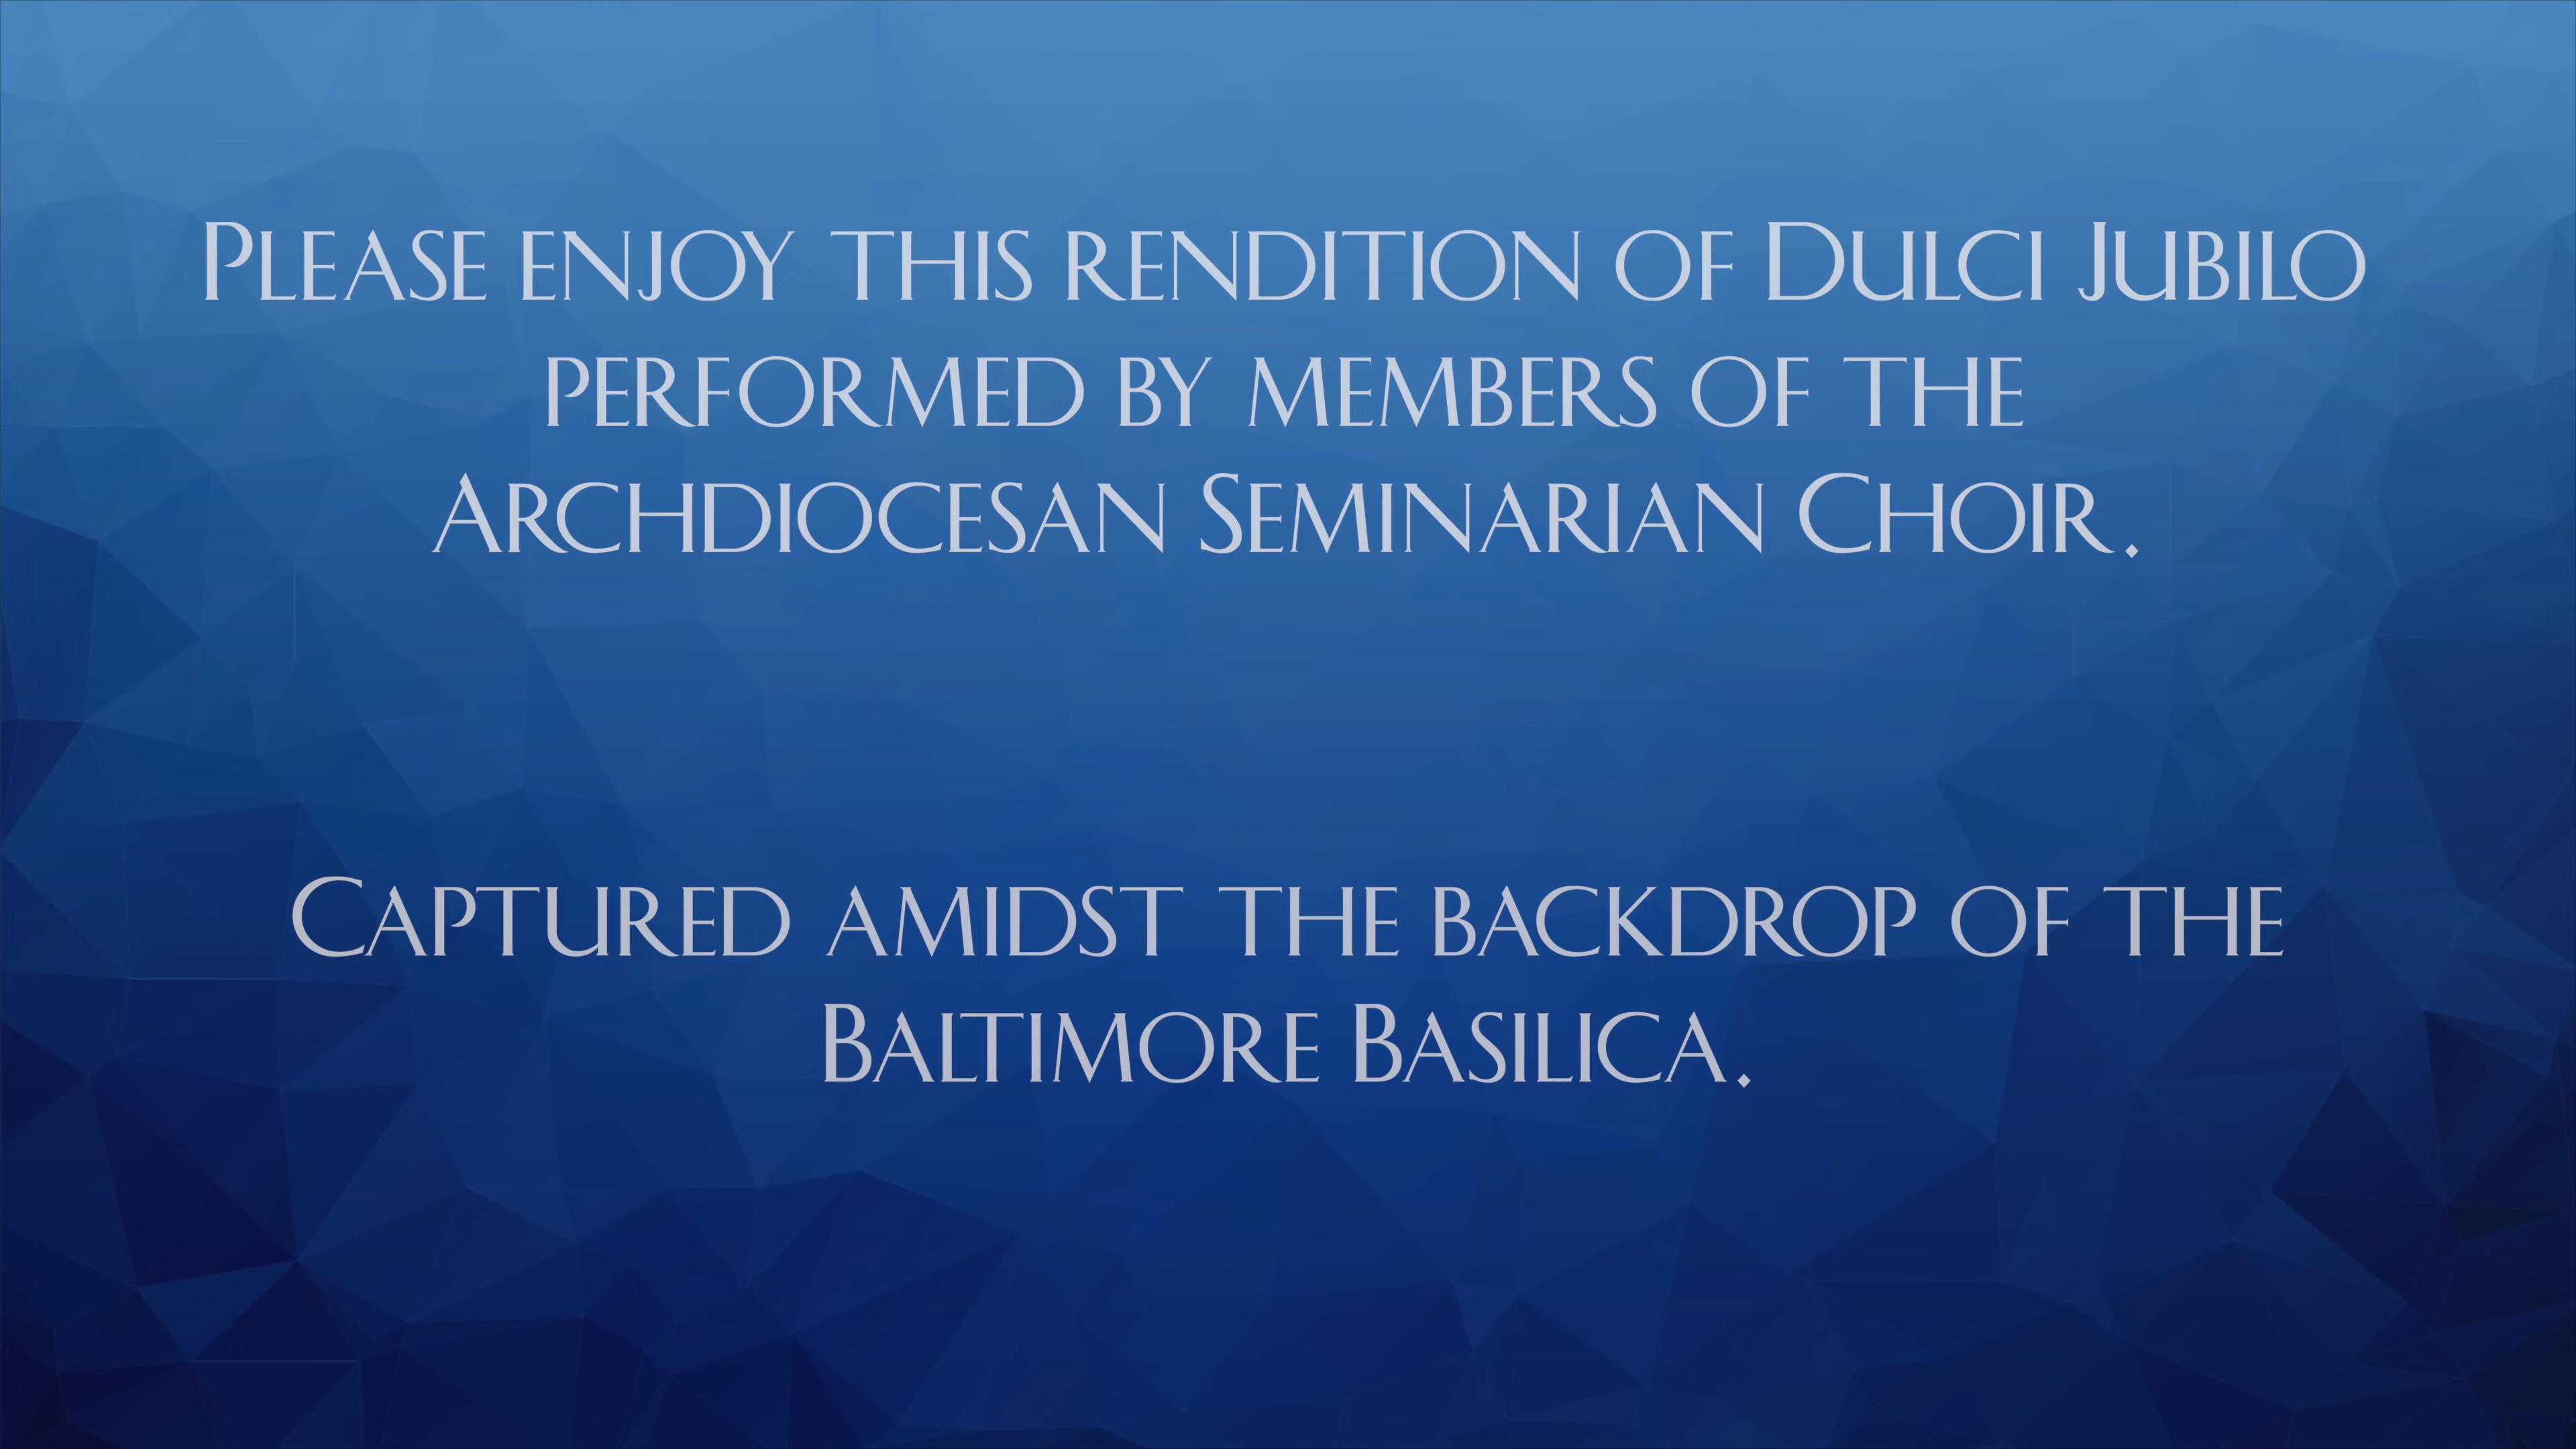 Please enjoy this rendition of Dulci Jubilo
performed by members of the
Archdiocesan Seminarian Choir.
Captured amidst the backdrop of the
Baltimore Basilica.